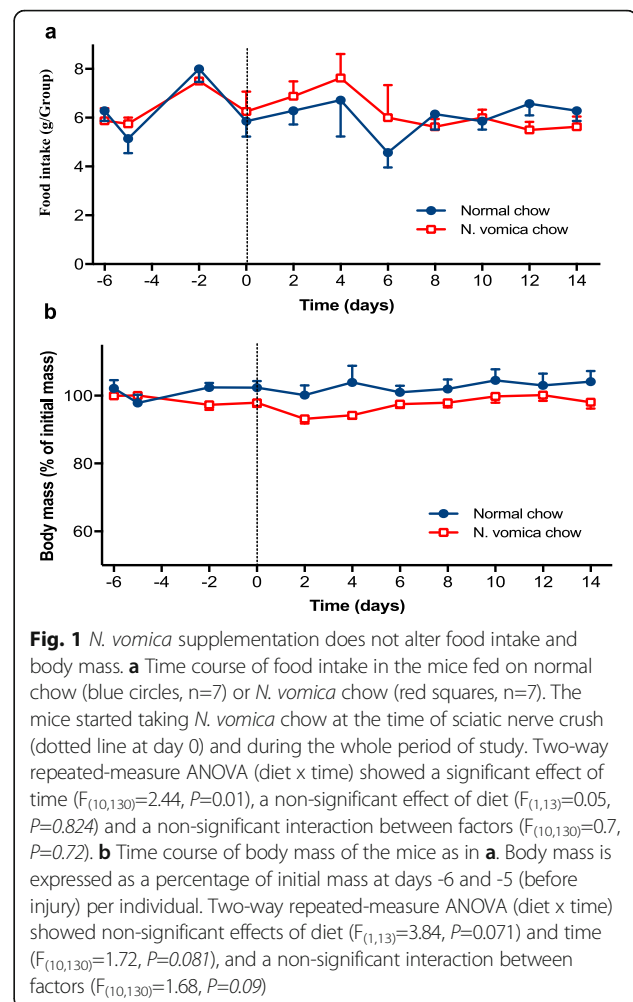 a
8
6
4
2
0
Food intake (g/Group)
Normal chow
N. vomica chow
-6 -4 -2 0 2 4 6 8 10 12 14
Time (days)
b
100
80
60
Body mass (% of initial mass)
Normal chow
N. vomica chow
-6 -4 -2 0 2 4 6 8 10 12 14
Time (days)
Fig. 1 N. vomica supplementation does not alter food intake and
body mass. a Time course of food intake in the mice fed on normal
chow (blue circles, n=7) or N. vomica chow (red squares, n=7). The
mice started taking N. vomica chow at the time of sciatic nerve crush
(dotted line at day 0) and during the whole period of study. Two-way
repeated-measure ANOVA (diet x time) showed a significant effect of
time (F(10,130)=2.44, P=0.01), a non-significant effect of diet (F(1,13)=0.05,
P=0.824) and a non-significant interaction between factors (F(10,130)=0.7,
P=0.72). b Time course of body mass of the mice as in a. Body mass is
expressed as a percentage of initial mass at days -6 and -5 (before
injury) per individual. Two-way repeated-measure ANOVA (diet x time)
showed non-significant effects of diet (F(1,13)=3.84, P=0.071) and time
(F(10,130)=1.72, P=0.081), and a non-significant interaction between
factors (F(10,130)=1.68, P=0.09)